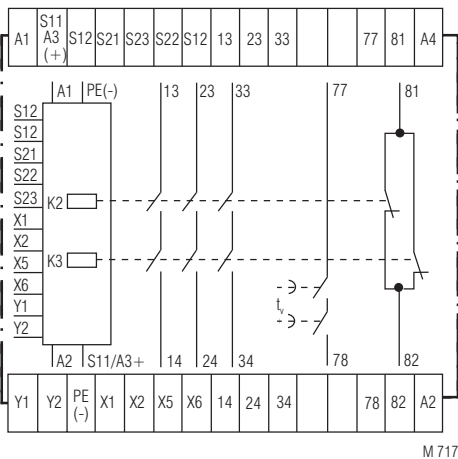 A1 S11 A3 (+) S12 S21 S23 S22 S12 13 23 33 77 81 A4
A1 PE(-) 13 23 33 77 81
S12
S12
S21
S22
S23
K2
X1
X2
X5
K3
X6
Y1
Y2
tv
A2 S11/A3+ 14 24 34 78 82
Y1 Y2 PE (-) X1 X2 X5 X6 14 24 34 78 82 A2
M 717